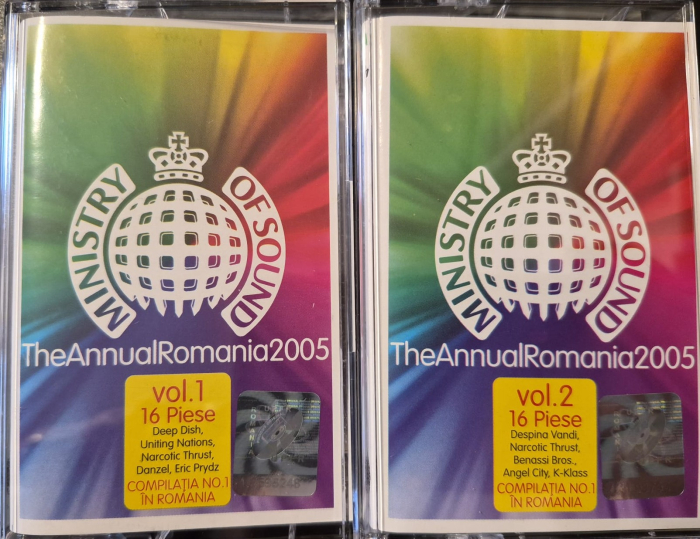 MINISTRY OF SOUND
TheAnnualRomania2005
vol.1
16 Piese
Deep Dish,
Uniting Nations,
Narcotic Thrust,
Danzel, Eric Prydz
COMPILAȚIA NO.1
ÎN ROMANIA
MINISTRY OF SOUND
TheAnnualRomania2005
vol.2
16 Piese
Despina Vandi,
Narcotic Thrust,
Benassi Bros.,
Angel City, K-Klass
COMPILAȚIA NO.1
ÎN ROMANIA